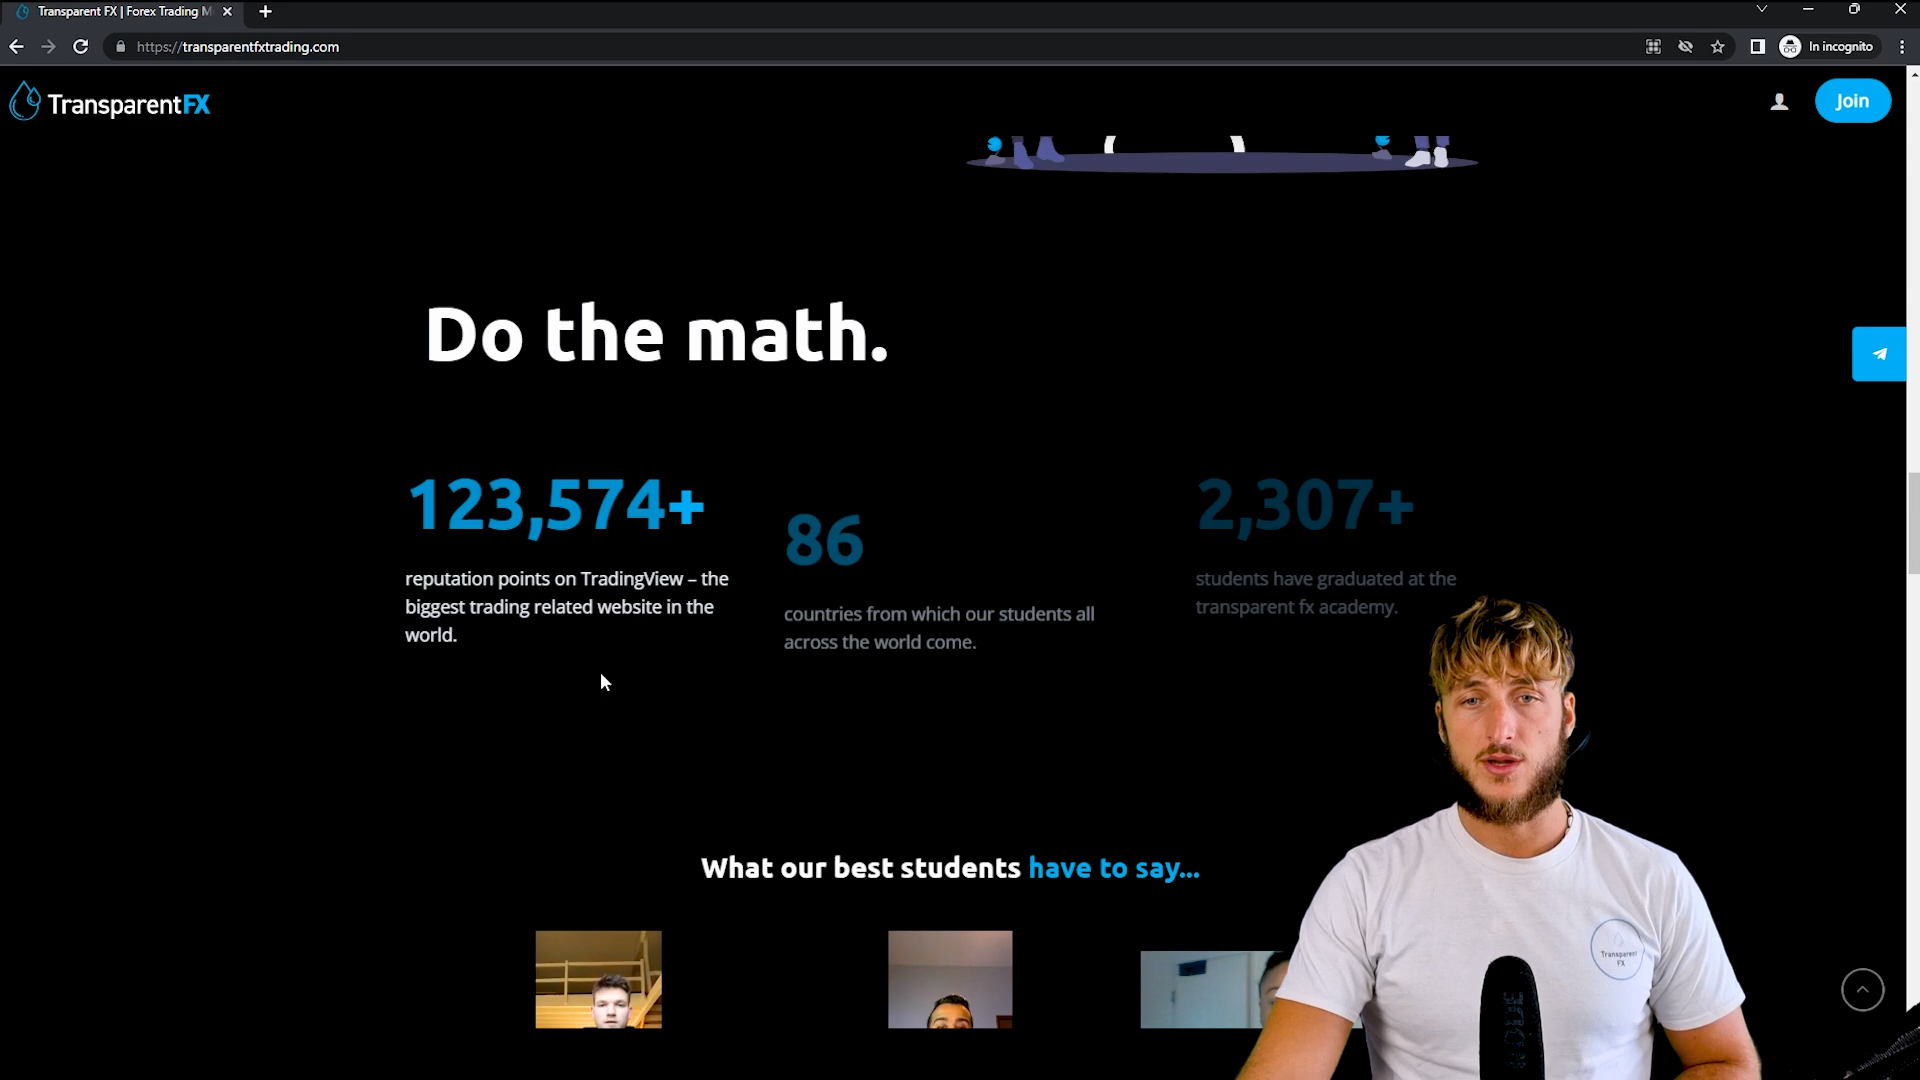 Transparent FX | Forex Trading M
https://transparentfxtrading.com
In incognito
TransparentFX
Join
Do the math.
123,574+
86
2,307+
reputation points on TradingView – the
biggest trading related website in the
world.
countries from which our students all
across the world come.
students have graduated at the
transparent fx academy.
What our best students have to say...
Transparent
FX
RODE